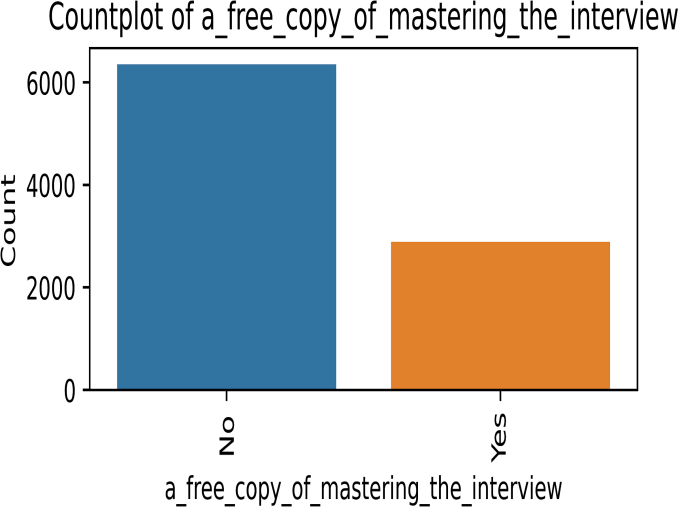 Countplot of a_free_copy_of_mastering_the_interview
6000
4000
2000
0
Count
No
Yes
a_free_copy_of_mastering_the_interview